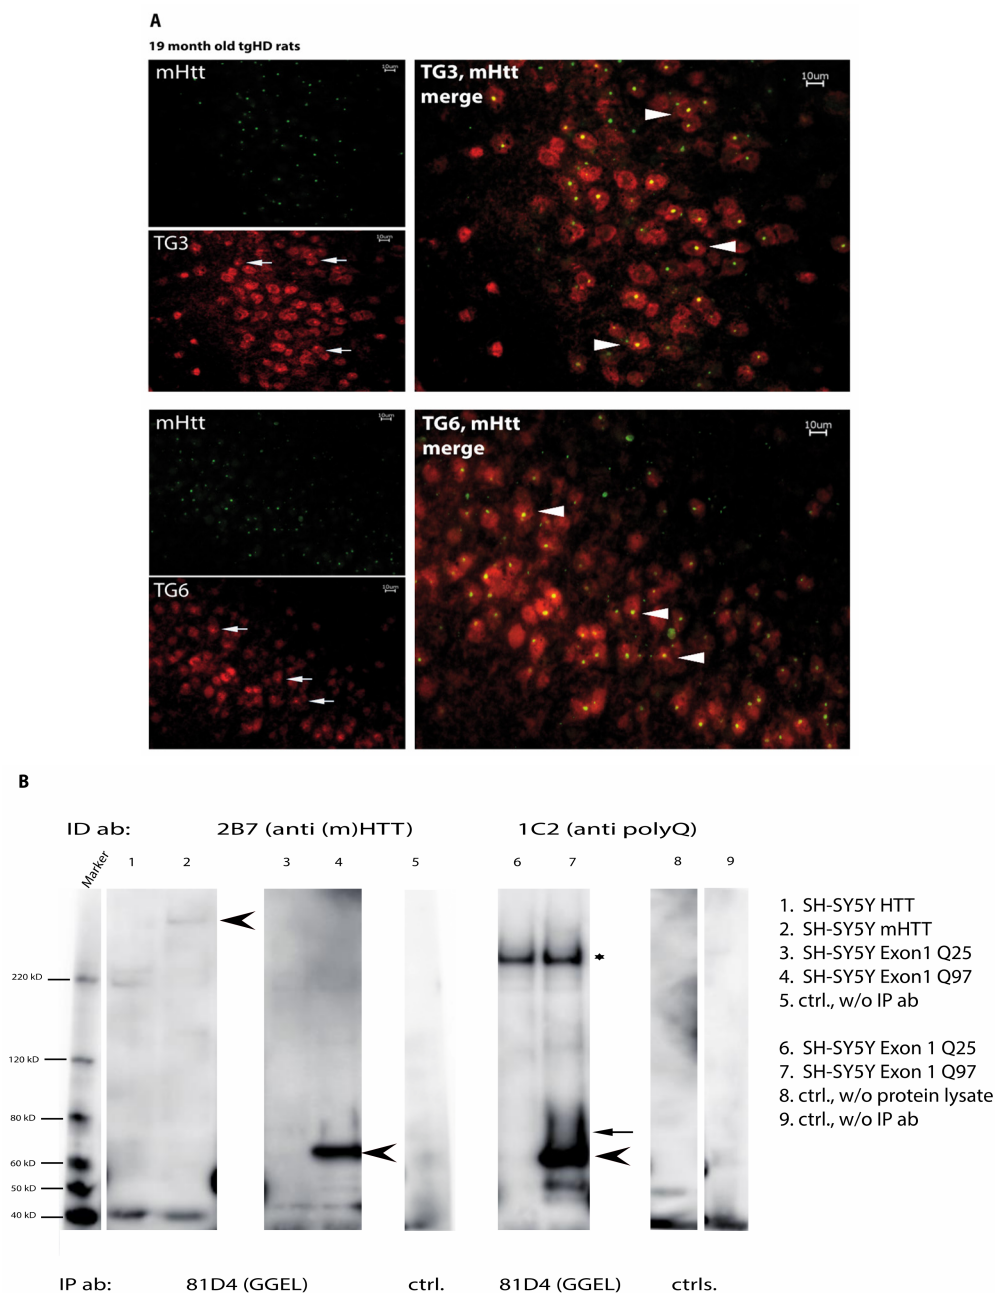 A
19 month old tgHD rats
mHtt
10um
TG3, mHtt
merge
10um
TG3
10um
mHtt
10um
TG6, mHtt
merge
10um
TG6
10um
B
ID ab:
2B7 (anti (m)HTT)
1C2 (anti polyQ)
Marker
1
2
3
4
5
6
7
8
9
220 kD
120 kD
80 kD
60 kD
50 kD
40 kD
1. SH-SY5Y HTT
2. SH-SY5Y mHTT
3. SH-SY5Y Exon1 Q25
4. SH-SY5Y Exon1 Q97
5. ctrl., w/o IP ab
6. SH-SY5Y Exon 1 Q25
7. SH-SY5Y Exon 1 Q97
8. ctrl., w/o protein lysate
9. ctrl., w/o IP ab
IP ab:
81D4 (GGEL)
ctrl.
81D4 (GGEL)
ctrls.